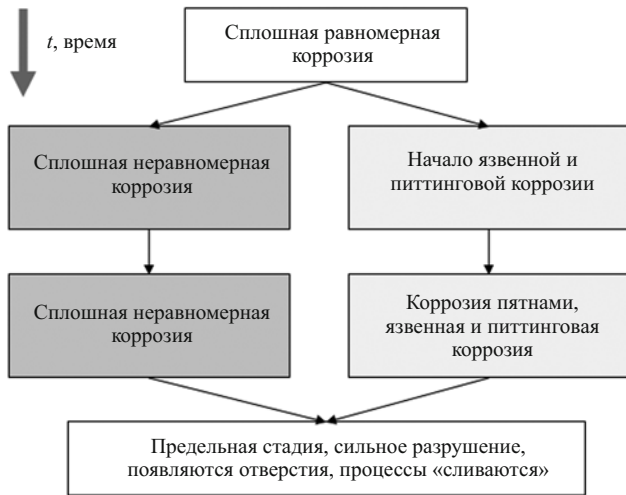 t, время
Сплошная равномерная
коррозия
Сплошная неравномерная
коррозия
Начало язвенной и
питтинговой коррозии
Сплошная неравномерная
коррозия
Коррозия пятнами,
язвенная и питтинговая
коррозия
Предельная стадия, сильное разрушение,
появляются отверстия, процессы «сливаются»